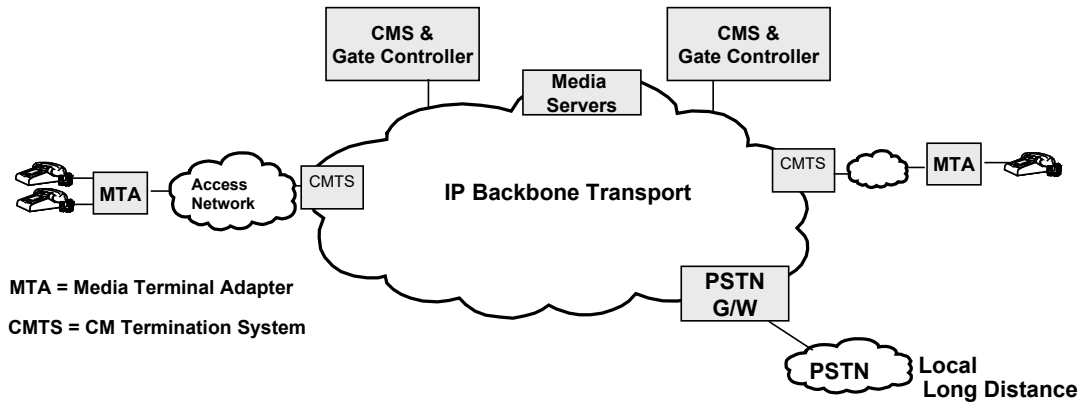 CMS &
Gate Controller
CMS &
Gate Controller
Media
Servers
MTA
Access
Network
CMTS
IP Backbone Transport
CMTS
MTA
MTA = Media Terminal Adapter
CMTS = CM Termination System
PSTN
G/W
PSTN
Local
Long Distance